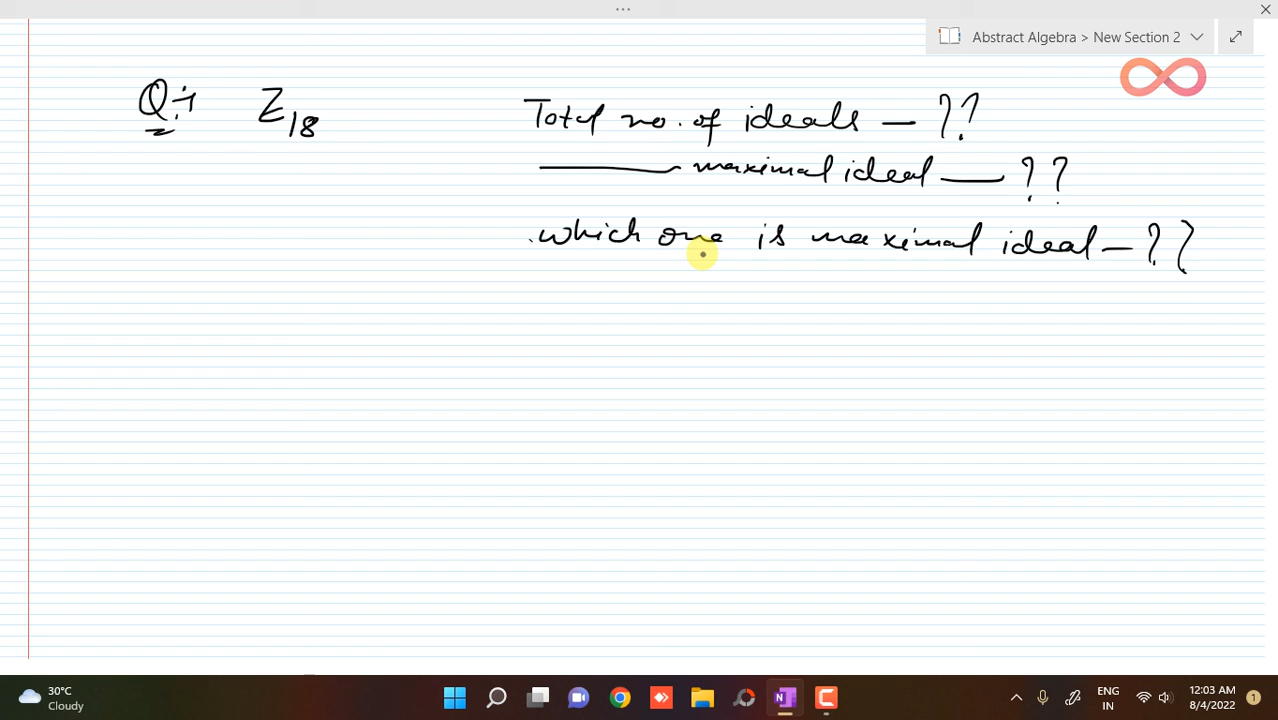 Abstract Algebra > New Section 2
Q:1 Z18 Total no. of ideals — ??
maximal ideal — ??
which one is maximal ideal — ??
30°C
Cloudy
ENG
IN
12:03 AM
8/4/2022
1